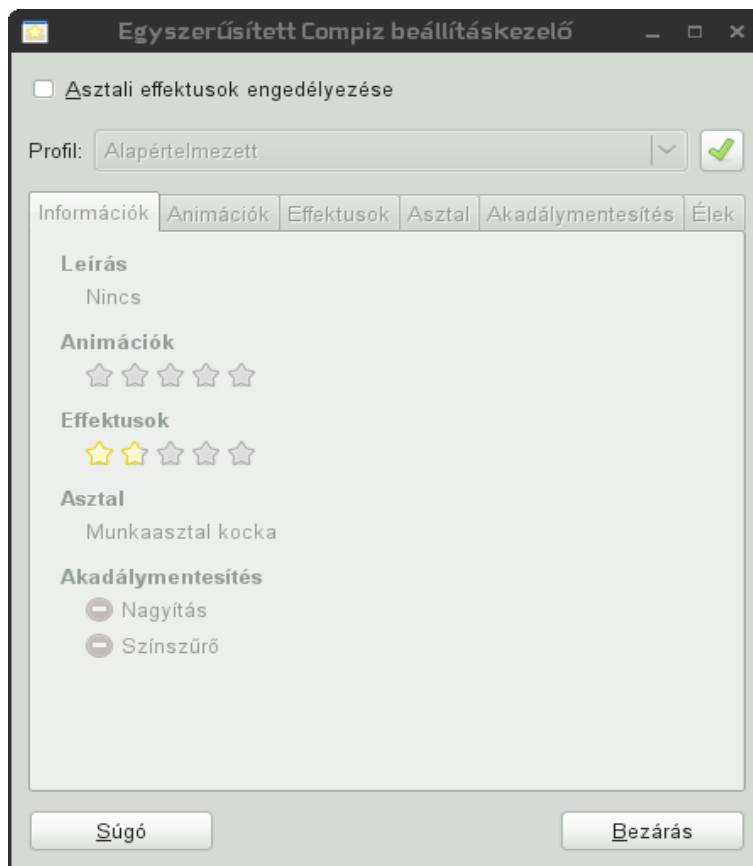 Egyszerűsített Compiz beállításkezelő
Asztali effektusok engedélyezése
Profil: Alapértelmezett
Információk Animációk Effektusok Asztal Akadálymentesítés Élek
Leírás
Nincs
Animációk
Effektusok
Asztal
Munkaasztal kocka
Akadálymentesítés
Nagyítás
Színszűrő
Súgó Bezárás